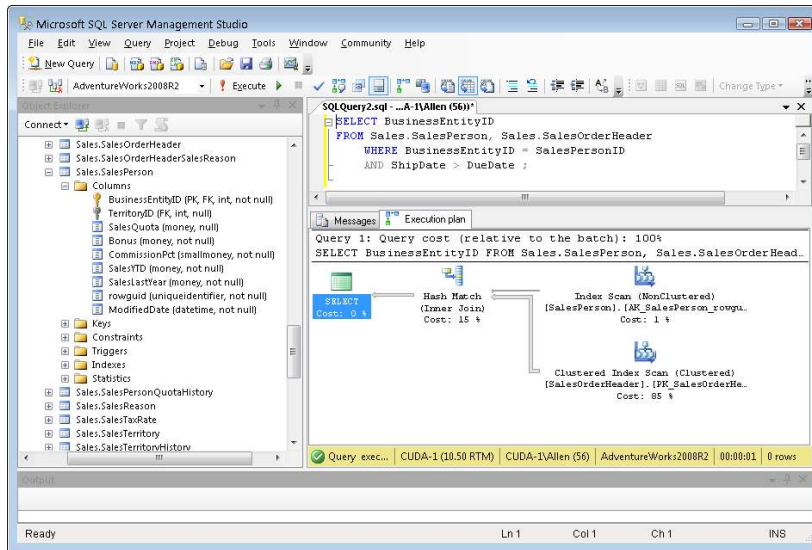 Microsoft SQL Server Management Studio
File Edit View Query Project Debug Tools Window Community Help
New Query
AdventureWorks2008R2 Execute Change Type
Object Explorer
Connect
Sales.SalesOrderHeader
Sales.SalesOrderHeaderSalesReason
Sales.SalesPerson
Columns
BusinessEntityID (PK, FK, int, not null)
TerritoryID (FK, int, null)
SalesQuota (money, null)
Bonus (money, not null)
CommissionPct (smallmoney, not null)
SalesYTD (money, not null)
SalesLastYear (money, not null)
rowguid (uniqueidentifier, not null)
ModifiedDate (datetime, not null)
Keys
Constraints
Triggers
Indexes
Statistics
Sales.SalesPersonQuotaHistory
Sales.SalesReason
Sales.SalesTaxRate
Sales.SalesTerritory
Sales.SalesTerritoryHistory
SQLQuery2.sql - ...A-1\Allen (56))*
SELECT BusinessEntityID
FROM Sales.SalesPerson, Sales.SalesOrderHeader
WHERE BusinessEntityID = SalesPersonID
AND ShipDate > DueDate ;
Messages Execution plan
Query 1: Query cost (relative to the batch): 100%
SELECT BusinessEntityID FROM Sales.SalesPerson, Sales.SalesOrderHead...
SELECT
Cost: 0 %
Hash Match
(Inner Join)
Cost: 15 %
Index Scan (NonClustered)
[SalesPerson].[AK_SalesPerson_rowgu...
Cost: 1 %
Clustered Index Scan (Clustered)
[SalesOrderHeader].[PK_SalesOrderHe...
Cost: 85 %
Query exec... CUDA-1 (10.50 RTM) CUDA-1\Allen (56) AdventureWorks2008R2 00:00:01 0 rows
Output
Ready Ln 1 Col 1 Ch 1 INS